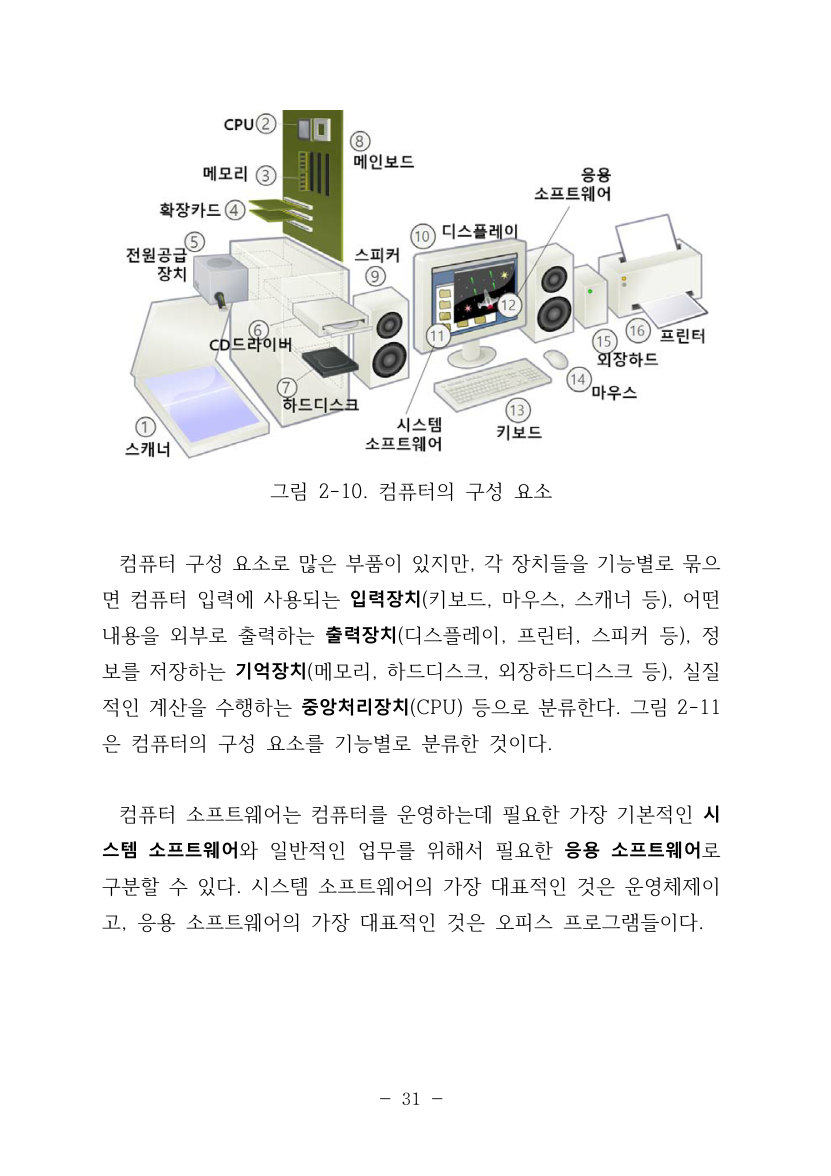 CPU ②
⑧
메인보드
메모리 ③
응용
소프트웨어
확장카드 ④
⑤
전원공급
장치
스피커
⑨
⑩ 디스플레이
⑫
⑥
CD드라이버
⑪
⑮
외장하드
⑯
프린터
⑦
하드디스크
⑭
마우스
①
스캐너
시스템
소프트웨어
⑬
키보드
그림 2-10. 컴퓨터의 구성 요소
컴퓨터 구성 요소로 많은 부품이 있지만, 각 장치들을 기능별로 묶으
면 컴퓨터 입력에 사용되는 입력장치(키보드, 마우스, 스캐너 등), 어떤
내용을 외부로 출력하는 출력장치(디스플레이, 프린터, 스피커 등), 정
보를 저장하는 기억장치(메모리, 하드디스크, 외장하드디스크 등), 실질
적인 계산을 수행하는 중앙처리장치(CPU) 등으로 분류한다. 그림 2-11
은 컴퓨터의 구성 요소를 기능별로 분류한 것이다.
컴퓨터 소프트웨어는 컴퓨터를 운영하는데 필요한 가장 기본적인 시
스템 소프트웨어와 일반적인 업무를 위해서 필요한 응용 소프트웨어로
구분할 수 있다. 시스템 소프트웨어의 가장 대표적인 것은 운영체제이
고, 응용 소프트웨어의 가장 대표적인 것은 오피스 프로그램들이다.
- 31 -